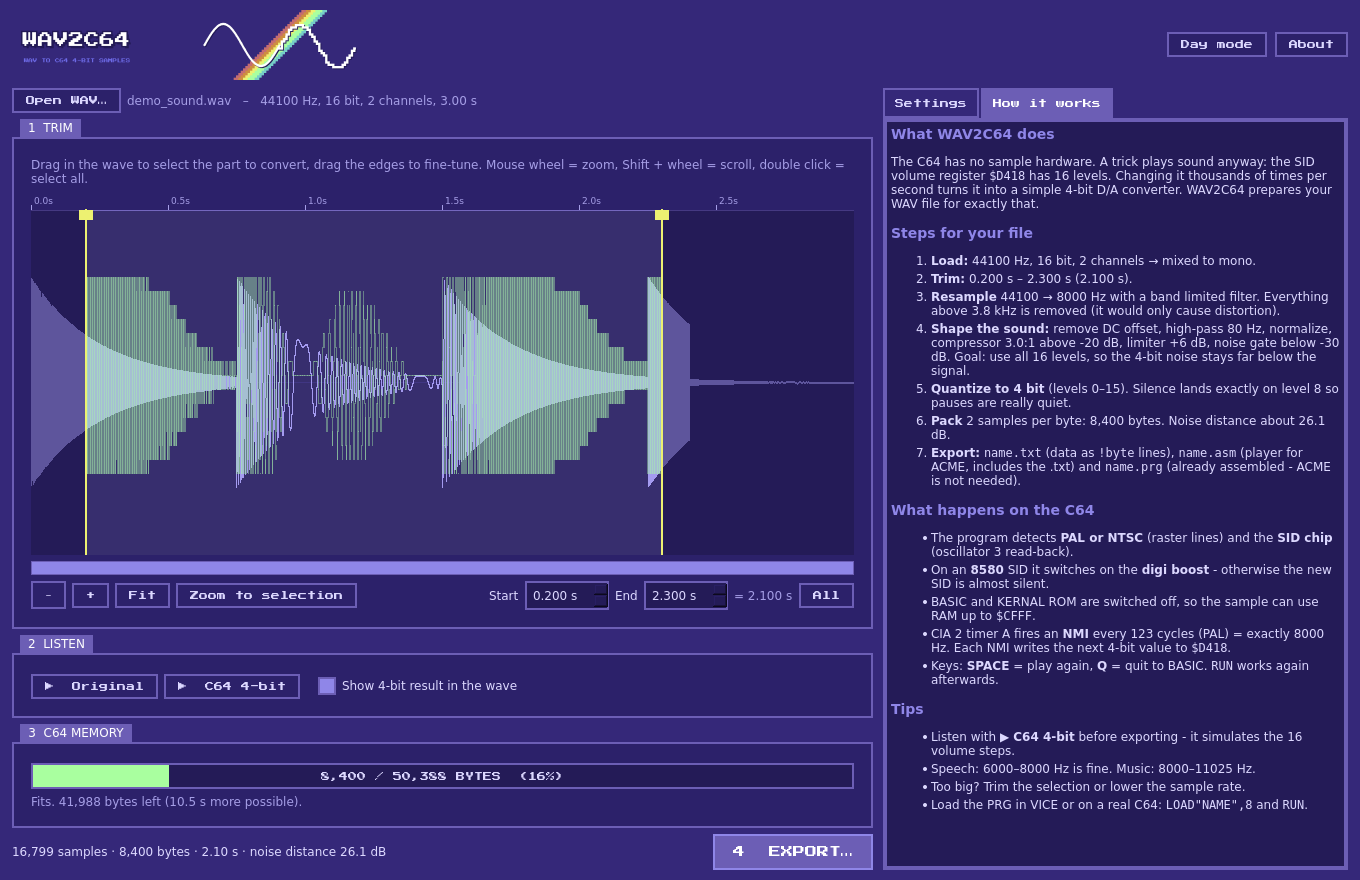 WAV2C64
WAV TO C64 4-BIT SAMPLES
Day mode
About
Open WAV…
demo_sound.wav – 44100 Hz, 16 bit, 2 channels, 3.00 s
1 TRIM
Drag in the wave to select the part to convert, drag the edges to fine-tune. Mouse wheel = zoom, Shift + wheel = scroll, double click =
select all.
0.0s 0.5s 1.0s 1.5s 2.0s 2.5s
- + Fit Zoom to selection Start 0.200 s End 2.300 s = 2.100 s All
2 LISTEN
▶ Original ▶ C64 4-bit Show 4-bit result in the wave
3 C64 MEMORY
8,400 / 50,388 BYTES (16%)
Fits. 41,988 bytes left (10.5 s more possible).
16,799 samples · 8,400 bytes · 2.10 s · noise distance 26.1 dB
4 EXPORT…
Settings
How it works
What WAV2C64 does
The C64 has no sample hardware. A trick plays sound anyway: the SID
volume register $D418 has 16 levels. Changing it thousands of times per
second turns it into a simple 4-bit D/A converter. WAV2C64 prepares your
WAV file for exactly that.
Steps for your file
1. Load: 44100 Hz, 16 bit, 2 channels → mixed to mono.
2. Trim: 0.200 s – 2.300 s (2.100 s).
3. Resample 44100 → 8000 Hz with a band limited filter. Everything
above 3.8 kHz is removed (it would only cause distortion).
4. Shape the sound: remove DC offset, high-pass 80 Hz, normalize,
compressor 3.0:1 above -20 dB, limiter +6 dB, noise gate below -30
dB. Goal: use all 16 levels, so the 4-bit noise stays far below the
signal.
5. Quantize to 4 bit (levels 0–15). Silence lands exactly on level 8 so
pauses are really quiet.
6. Pack 2 samples per byte: 8,400 bytes. Noise distance about 26.1
dB.
7. Export: name.txt (data as !byte lines), name.asm (player for
ACME, includes the .txt) and name.prg (already assembled - ACME
is not needed).
What happens on the C64
• The program detects PAL or NTSC (raster lines) and the SID chip
(oscillator 3 read-back).
• On an 8580 SID it switches on the digi boost - otherwise the new
SID is almost silent.
• BASIC and KERNAL ROM are switched off, so the sample can use
RAM up to $CFFF.
• CIA 2 timer A fires an NMI every 123 cycles (PAL) = exactly 8000
Hz. Each NMI writes the next 4-bit value to $D418.
• Keys: SPACE = play again, Q = quit to BASIC. RUN works again
afterwards.
Tips
• Listen with ▶ C64 4-bit before exporting - it simulates the 16
volume steps.
• Speech: 6000–8000 Hz is fine. Music: 8000–11025 Hz.
• Too big? Trim the selection or lower the sample rate.
• Load the PRG in VICE or on a real C64: LOAD"NAME",8 and RUN.